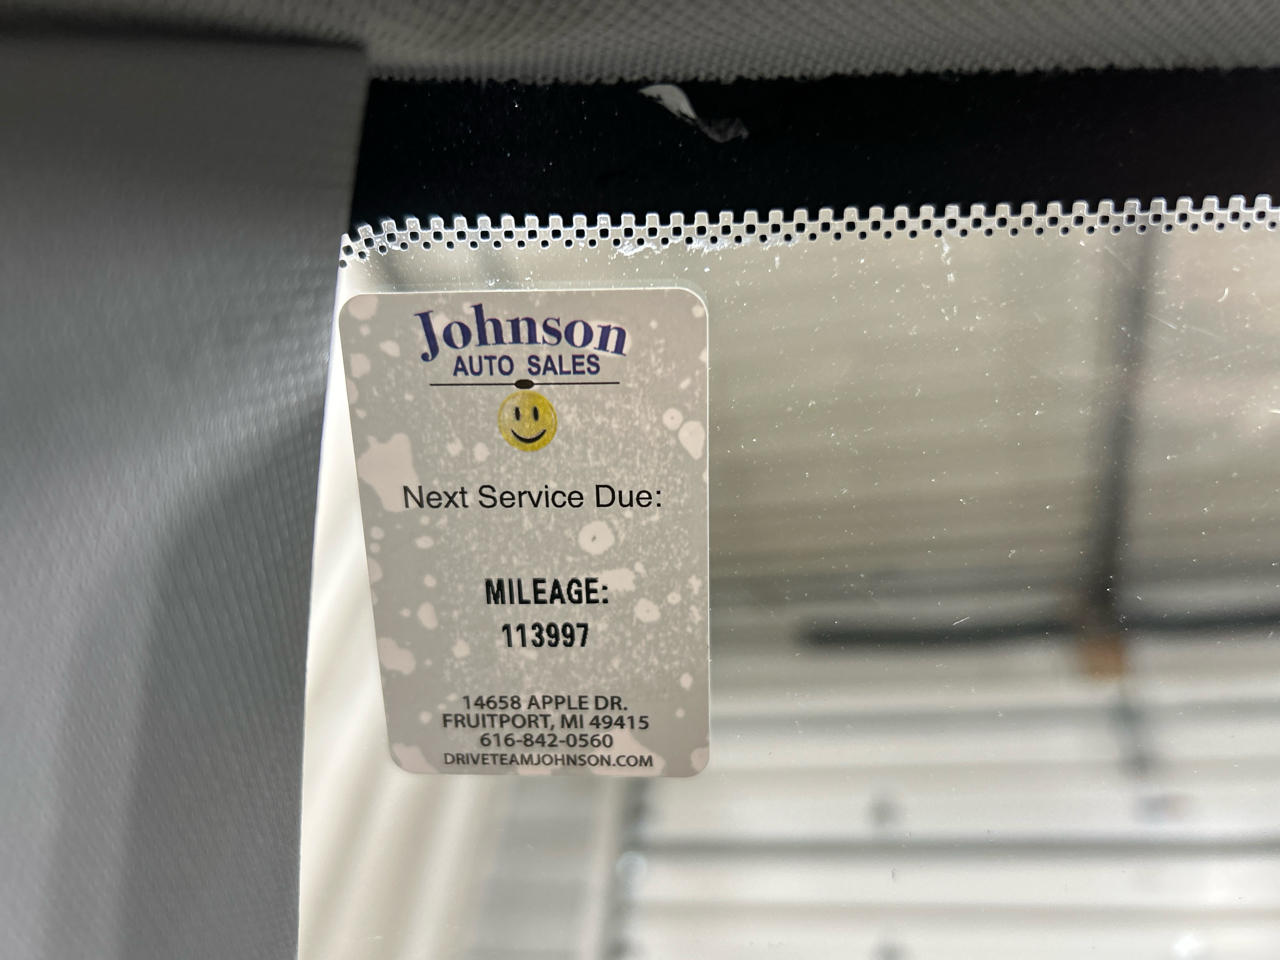 Johnson
AUTO SALES
Next Service Due:
MILEAGE:
113997
14658 APPLE DR.
FRUITPORT, MI 49415
616-842-0560
DRIVETEAMJOHNSON.COM